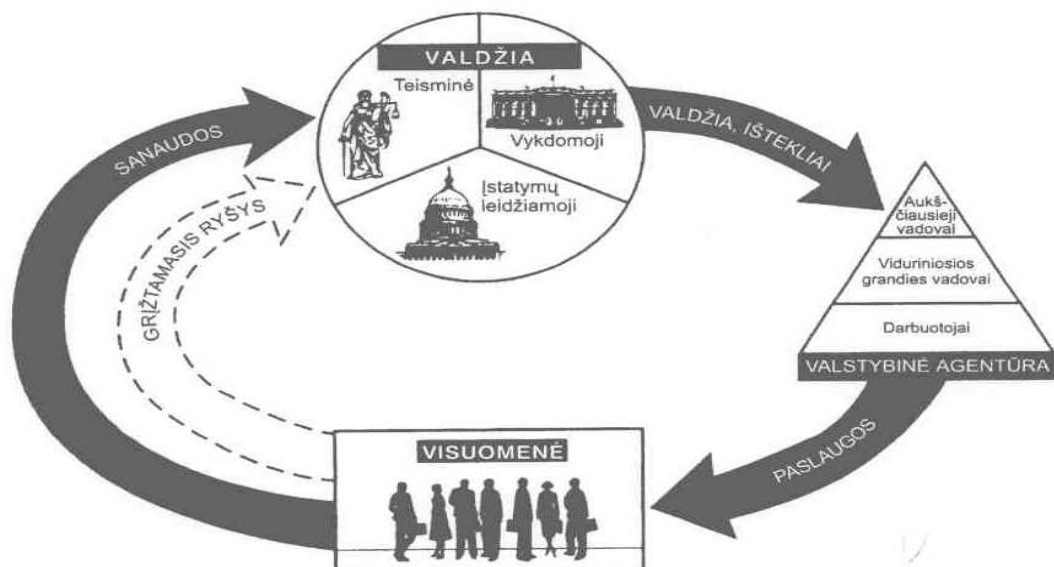 VALDŽIA
Teisminė
Vykdomoji
Įstatymų
leidžiamoji
VALDŽIA, IŠTEKLIAI
Aukš-
čiausieji
vadovai
Viduriniosios
grandies vadovai
Darbuotojai
VALSTYBINĖ AGENTŪRA
PASLAUGOS
VISUOMENĖ
SĄNAUDOS
GRĮŽTAMASIS RYŠYS